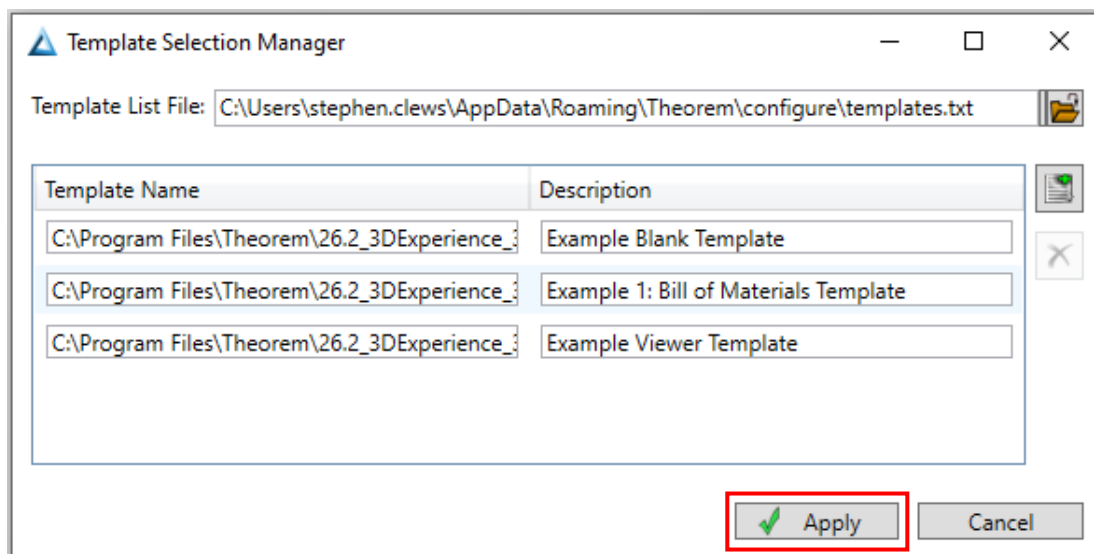 Template Selection Manager
Template List File: C:\Users\stephen.clews\AppData\Roaming\Theorem\configure\templates.txt
Template Name Description
C:\Program Files\Theorem\26.2_3DExperience_ Example Blank Template
C:\Program Files\Theorem\26.2_3DExperience_ Example 1: Bill of Materials Template
C:\Program Files\Theorem\26.2_3DExperience_ Example Viewer Template
Apply Cancel